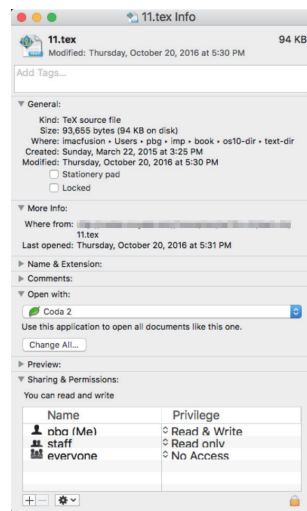 11.tex Info
11.tex 94 KB
Modified: Thursday, October 20, 2016 at 5:30 PM
Add Tags...
General:
Kind: TeX source file
Size: 93,655 bytes (94 KB on disk)
Where: imacfusion • Users • pbg • imp • book • os10-dir • text-dir
Created: Sunday, March 22, 2015 at 3:25 PM
Modified: Thursday, October 20, 2016 at 5:30 PM
Stationery pad
Locked
More Info:
Where from:
11.tex
Last opened: Thursday, October 20, 2016 at 5:31 PM
Name & Extension:
Comments:
Open with:
Coda 2
Use this application to open all documents like this one.
Change All...
Preview:
Sharing & Permissions:
You can read and write
Name Privilege
pbg (Me) Read & Write
staff Read only
everyone No Access